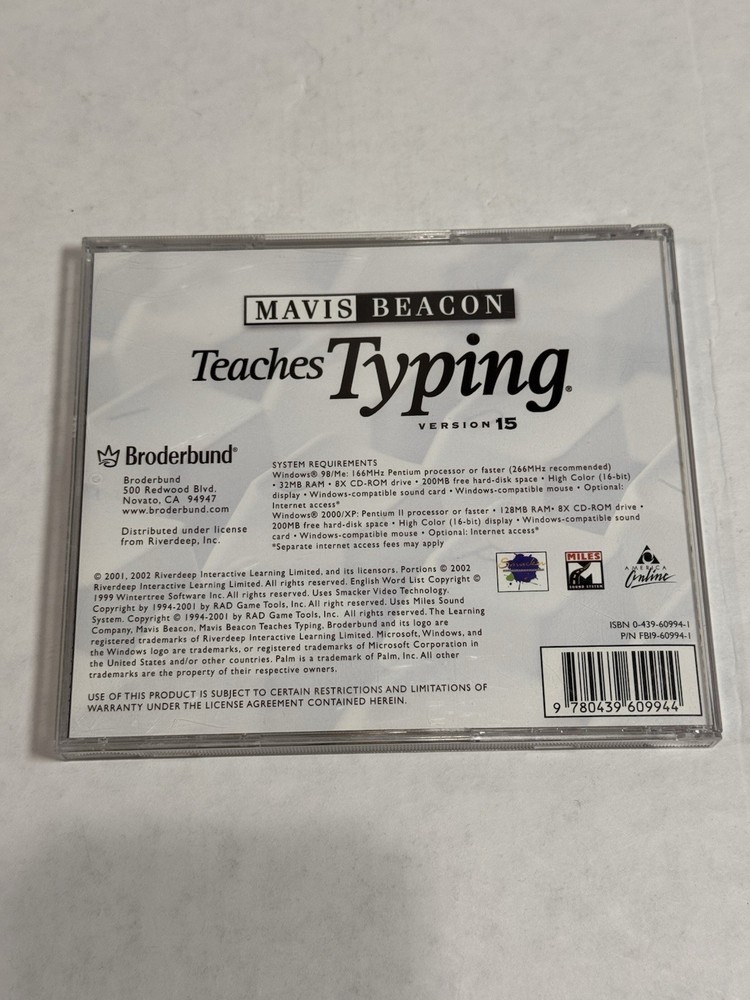 MAVIS BEACON
Teaches Typing®
VERSION 15
Broderbund®
Broderbund
500 Redwood Blvd.
Novato, CA 94947
www.broderbund.com
Distributed under license
from Riverdeep, Inc.
SYSTEM REQUIREMENTS
Windows® 98/Me: 166MHz Pentium processor or faster (266MHz recommended)
• 32MB RAM • 8X CD-ROM drive • 200MB free hard-disk space • High Color (16-bit)
display • Windows-compatible sound card • Windows-compatible mouse • Optional:
Internet access*
Windows® 2000/XP: Pentium II processor or faster • 128MB RAM• 8X CD-ROM drive •
200MB free hard-disk space • High Color (16-bit) display • Windows-compatible sound
card • Windows-compatible mouse • Optional: Internet access*
*Separate internet access fees may apply
© 2001, 2002 Riverdeep Interactive Learning Limited, and its licensors. Portions © 2002
Riverdeep Interactive Learning Limited. All rights reserved. English Word List Copyright ©
1999 Wintertree Software Inc. All rights reserved. Uses Smacker Video Technology.
Copyright by 1994-2001 by RAD Game Tools, Inc. All right reserved. Uses Miles Sound
System. Copyright © 1994-2001 by RAD Game Tools, Inc. All rights reserved. The Learning
Company, Mavis Beacon, Mavis Beacon Teaches Typing, Broderbund and its logo are
registered trademarks of Riverdeep Interactive Learning Limited. Microsoft, Windows, and
the Windows logo are trademarks, or registered trademarks of Microsoft Corporation in
the United States and/or other countries. Palm is a trademark of Palm, Inc. All other
trademarks are the property of their respective owners.
USE OF THIS PRODUCT IS SUBJECT TO CERTAIN RESTRICTIONS AND LIMITATIONS OF
WARRANTY UNDER THE LICENSE AGREEMENT CONTAINED HEREIN.
MILES
SOUND SYSTEM
AMERICA
Online
ISBN 0-439-60994-1
P/N FBI9-60994-1
9 780439 609944